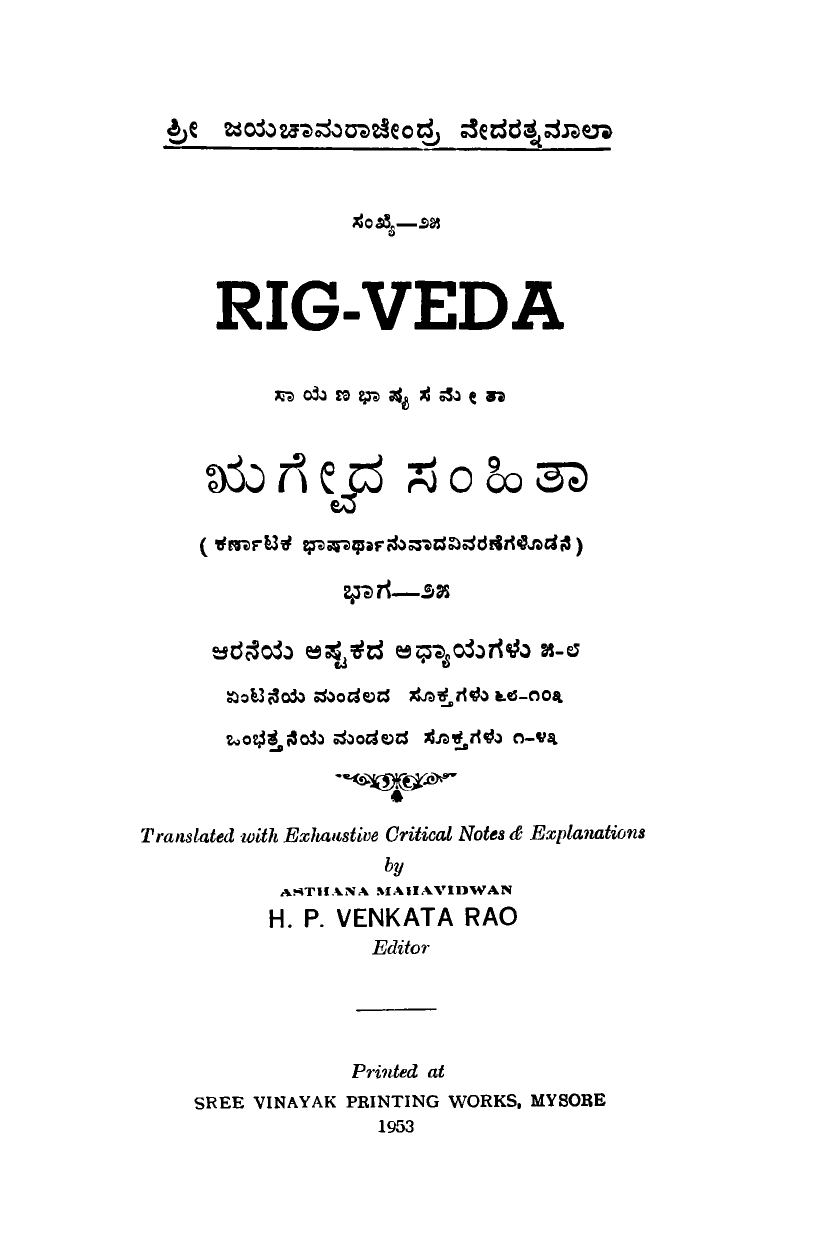 ಶ್ರೀ ಜಯಚಾಮರಾಜೇಂದ್ರ ವೇದರತ್ನಮಾಲಾ
ಸಂಖ್ಯೆ—೨೫
RIG-VEDA
ಸಾಯಣಭಾಷ್ಯಸಮೇತಾ
ಋಗ್ವೇದ ಸಂಹಿತಾ
( ಕರ್ಣಾಟಕ ಭಾಷಾರ್ಥಾನುವಾದವಿವರಣೆಗಳೊಡನೆ )
ಭಾಗ—೨೫
ಆರನೆಯ ಅಷ್ಟಕದ ಅಧ್ಯಾಯಗಳು ೫-೮
ಏಂಟನೆಯ ಮಂಡಲದ ಸೂಕ್ತಗಳು ೬೮-೧೦೩
ಒಂಭತ್ತನೆಯ ಮಂಡಲದ ಸೂಕ್ತಗಳು ೧-೪೩
Translated with Exhaustive Critical Notes & Explanations
by
ASTHANA MAHAVIDWAN
H. P. VENKATA RAO
Editor
Printed at
SREE VINAYAK PRINTING WORKS, MYSORE
1953